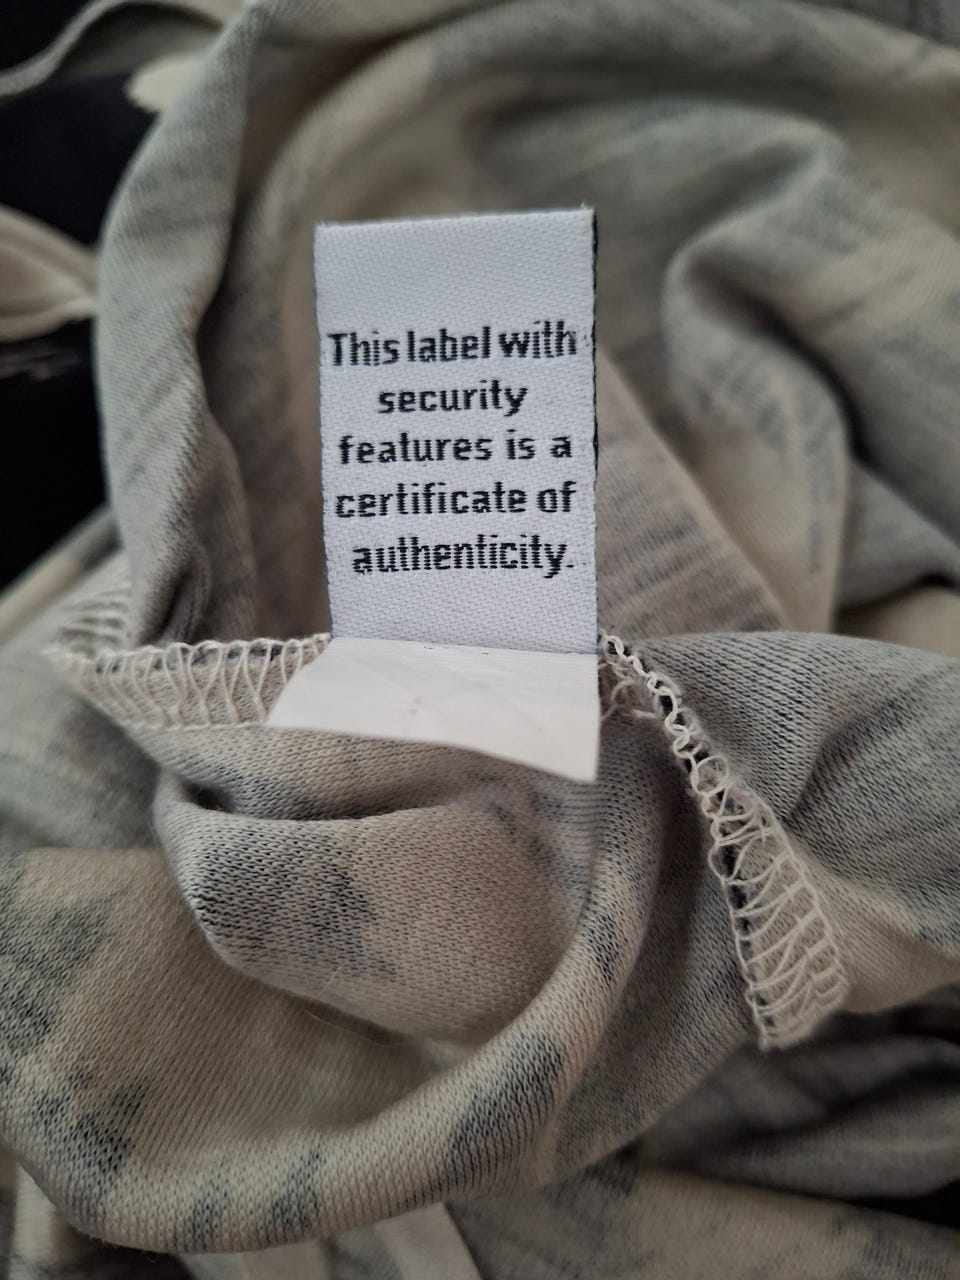 This label with
security
features is a
certificate of
authenticity.